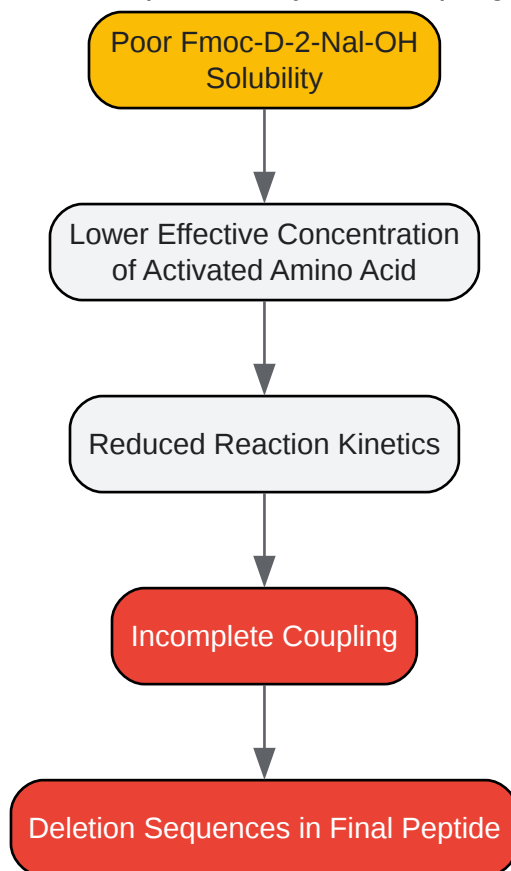 Poor Fmoc-D-2-Nal-OH
Solubility
Lower Effective Concentration
of Activated Amino Acid
Reduced Reaction Kinetics
Incomplete Coupling
Deletion Sequences in Final Peptide